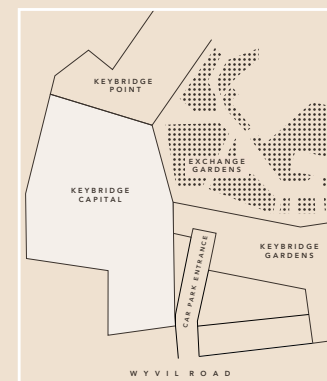 KEYBRIDGE
POINT
EXCHANGE
GARDENS
KEYBRIDGE
CAPITAL
KEYBRIDGE
GARDENS
CAR PARK ENTRANCE
WYVIL ROAD